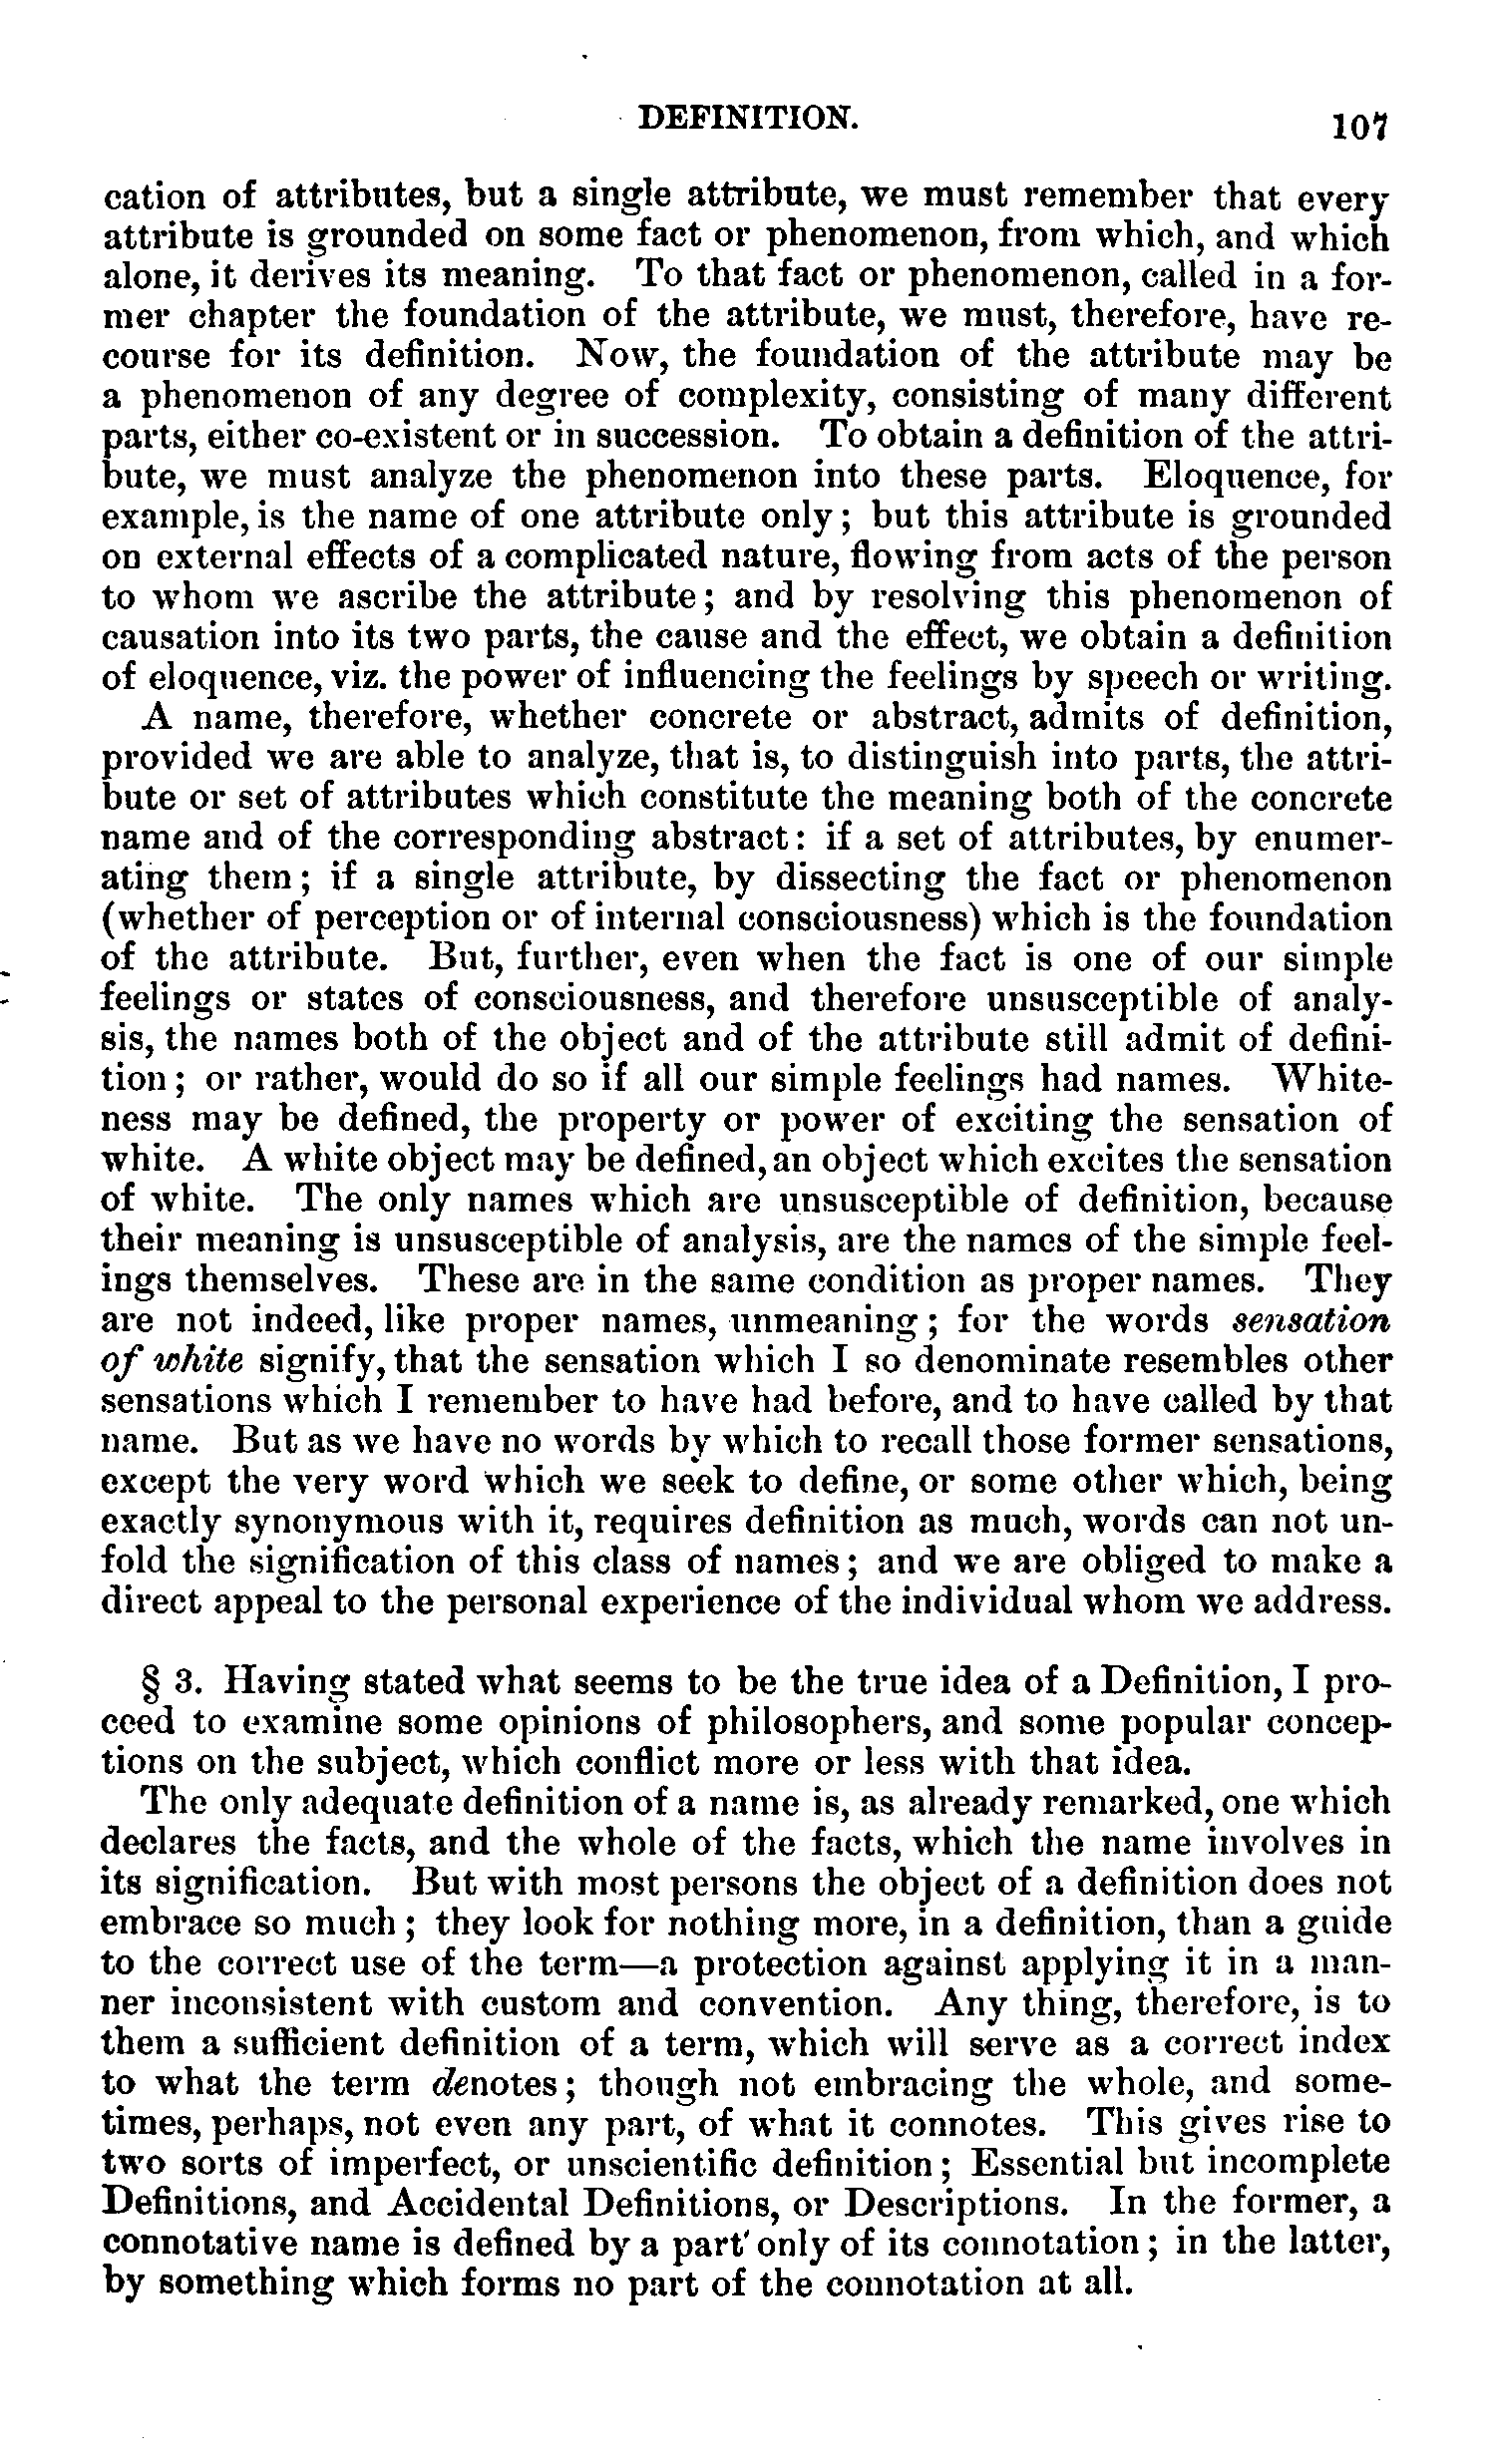 DEFINITION. 107
cation of attributes, but a single attribute, we must remember that every
attribute is grounded on some fact or phenomenon, from which, and which
alone, it derives its meaning. To that fact or phenomenon, called in a for-
mer chapter the foundation of the attribute, we must, therefore, have re-
course for its definition. Now, the foundation of the attribute may be
a phenomenon of any degree of complexity, consisting of many different
parts, either co-existent or in succession. To obtain a definition of the attri-
bute, we must analyze the phenomenon into these parts. Eloquence, for
example, is the name of one attribute only; but this attribute is grounded
on external effects of a complicated nature, flowing from acts of the person
to whom we ascribe the attribute; and by resolving this phenomenon of
causation into its two parts, the cause and the effect, we obtain a definition
of eloquence, viz. the power of influencing the feelings by speech or writing.
A name, therefore, whether concrete or abstract, admits of definition,
provided we are able to analyze, that is, to distinguish into parts, the attri-
bute or set of attributes which constitute the meaning both of the concrete
name and of the corresponding abstract: if a set of attributes, by enumer-
ating them; if a single attribute, by dissecting the fact or phenomenon
(whether of perception or of internal consciousness) which is the foundation
of the attribute. But, further, even when the fact is one of our simple
feelings or states of consciousness, and therefore unsusceptible of analy-
sis, the names both of the object and of the attribute still admit of defini-
tion; or rather, would do so if all our simple feelings had names. White-
ness may be defined, the property or power of exciting the sensation of
white. A white object may be defined, an object which excites the sensation
of white. The only names which are unsusceptible of definition, because
their meaning is unsusceptible of analysis, are the names of the simple feel-
ings themselves. These are in the same condition as proper names. They
are not indeed, like proper names, unmeaning; for the words sensation
of white signify, that the sensation which I so denominate resembles other
sensations which I remember to have had before, and to have called by that
name. But as we have no words by which to recall those former sensations,
except the very word which we seek to define, or some other which, being
exactly synonymous with it, requires definition as much, words can not un-
fold the signification of this class of names; and we are obliged to make a
direct appeal to the personal experience of the individual whom we address.
§ 3. Having stated what seems to be the true idea of a Definition, I pro-
ceed to examine some opinions of philosophers, and some popular concep-
tions on the subject, which conflict more or less with that idea.
The only adequate definition of a name is, as already remarked, one which
declares the facts, and the whole of the facts, which the name involves in
its signification. But with most persons the object of a definition does not
embrace so much; they look for nothing more, in a definition, than a guide
to the correct use of the term—a protection against applying it in a man-
ner inconsistent with custom and convention. Any thing, therefore, is to
them a sufficient definition of a term, which will serve as a correct index
to what the term denotes; though not embracing the whole, and some-
times, perhaps, not even any part, of what it connotes. This gives rise to
two sorts of imperfect, or unscientific definition; Essential but incomplete
Definitions, and Accidental Definitions, or Descriptions. In the former, a
connotative name is defined by a part only of its connotation; in the latter,
by something which forms no part of the connotation at all.